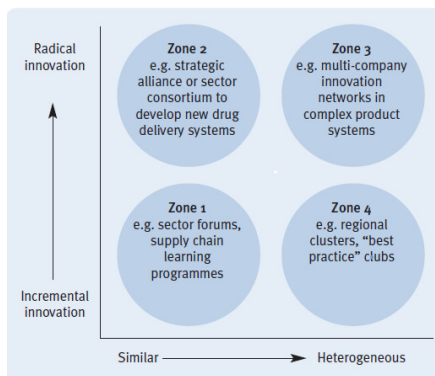 Radical
innovation
Zone 2
e.g. strategic
alliance or sector
consortium to
develop new drug
delivery systems
Zone 3
e.g. multi-company
innovation
networks in
complex product
systems
Zone 1
e.g. sector forums,
supply chain
learning
programmes
Zone 4
e.g. regional
clusters, “best
practice” clubs
Incremental
innovation
Similar
Heterogeneous